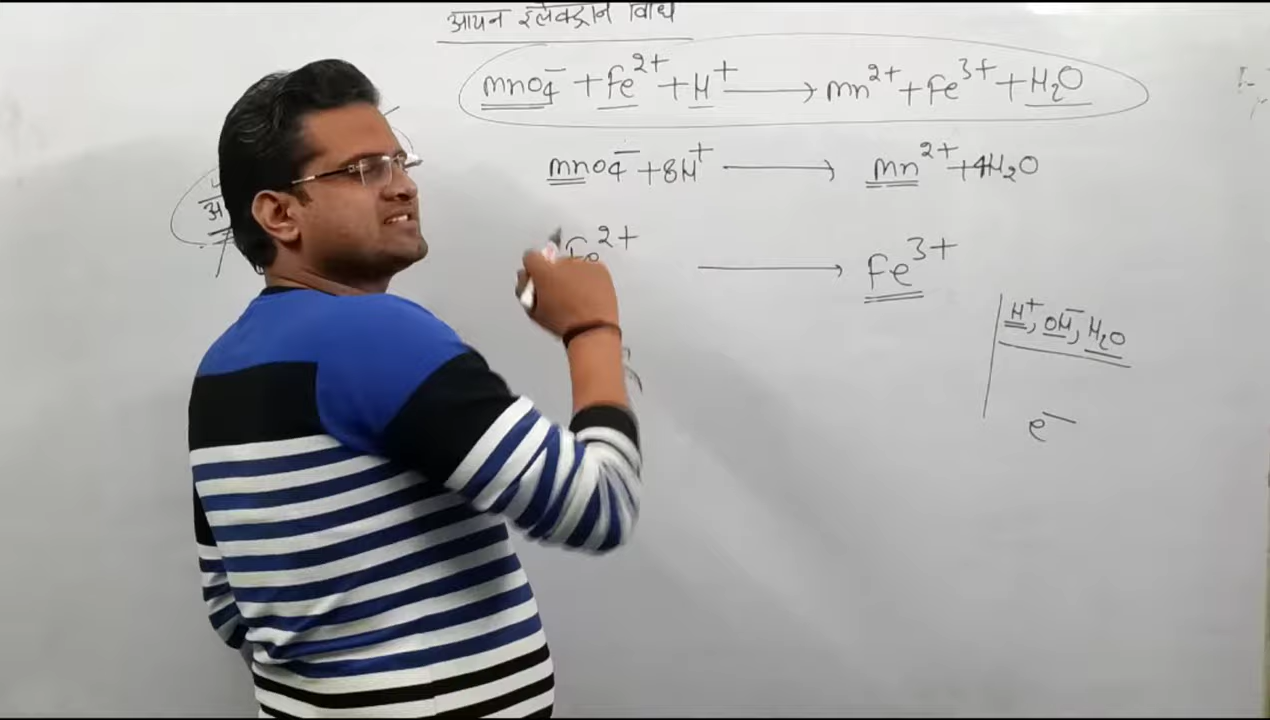 आयन इलेक्ट्रान विधि
mnO₄⁻ + Fe²⁺ + H⁺ ⟶ mn²⁺ + Fe³⁺ + H₂O
mnO₄⁻ + 8H⁺ ⟶ mn²⁺ + 4H₂O
Fe²⁺ ⟶ Fe³⁺
H⁺, OH⁻, H₂O
e⁻